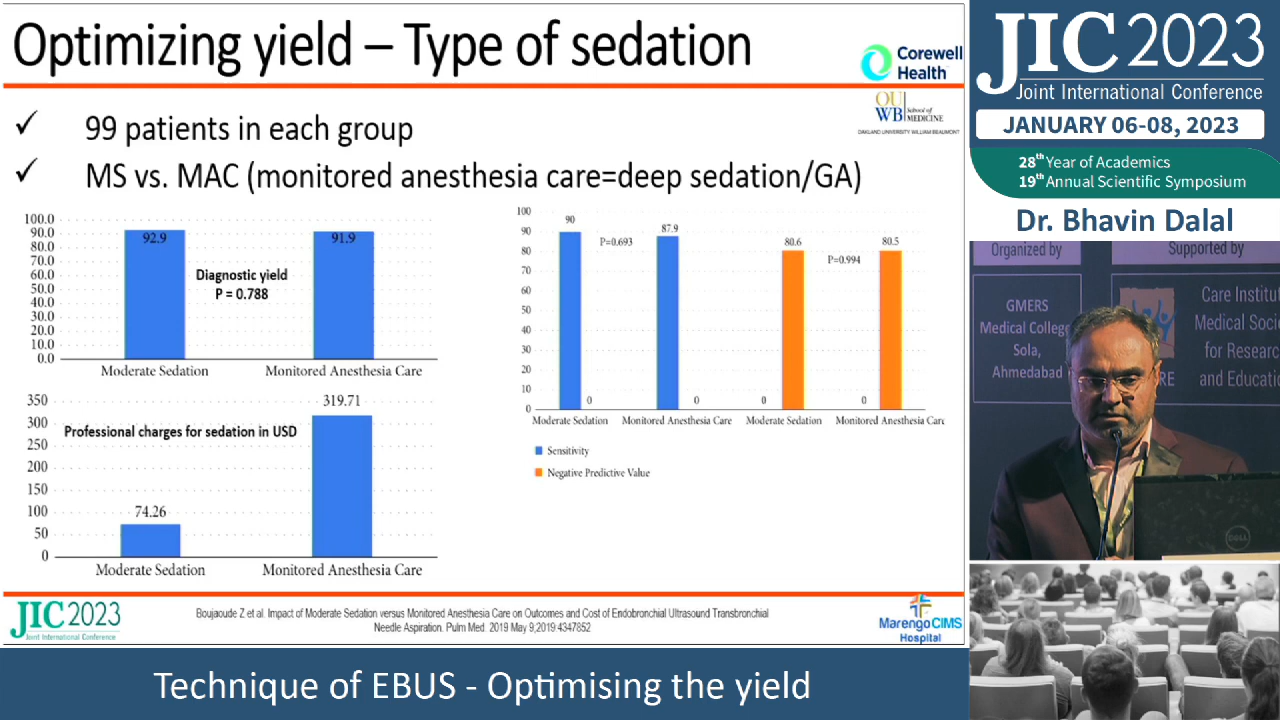 Optimizing yield – Type of sedation
Corewell
Health
OU
WB School of
MEDICINE
OAKLAND UNIVERSITY WILLIAM BEAUMONT
✓ 99 patients in each group
✓ MS vs. MAC (monitored anesthesia care=deep sedation/GA)
100.0
90.0
80.0
70.0
60.0
50.0
40.0
30.0
20.0
10.0
0.0
92.9
91.9
Diagnostic yield
P = 0.788
Moderate Sedation
Monitored Anesthesia Care
350
300
250
200
150
100
50
0
Professional charges for sedation in USD
74.26
319.71
Moderate Sedation
Monitored Anesthesia Care
100
90
80
70
60
50
40
30
20
10
0
90
P=0.693
87.9
80.6
P=0.994
80.5
0
0
0
0
Moderate Sedation
Monitored Anesthesia Care
Moderate Sedation
Monitored Anesthesia Care
Sensitivity
Negative Predictive Value
JIC 2023
Joint International Conference
Boujaoude Z et al. Impact of Moderate Sedation versus Monitored Anesthesia Care on Outcomes and Cost of Endobronchial Ultrasound Transbronchial
Needle Aspiration. Pulm Med. 2019 May 9;2019:4347852
Marengo CIMS
Hospital
Technique of EBUS - Optimising the yield
JIC 2023
Joint International Conference
JANUARY 06-08, 2023
28th Year of Academics
19th Annual Scientific Symposium
Dr. Bhavin Dalal
Organized by
Supported by
GMERS
Medical College
Sola,
Ahmedabad
RE
Care Institut
Medical Socie
for Researc
and Educati
DELL